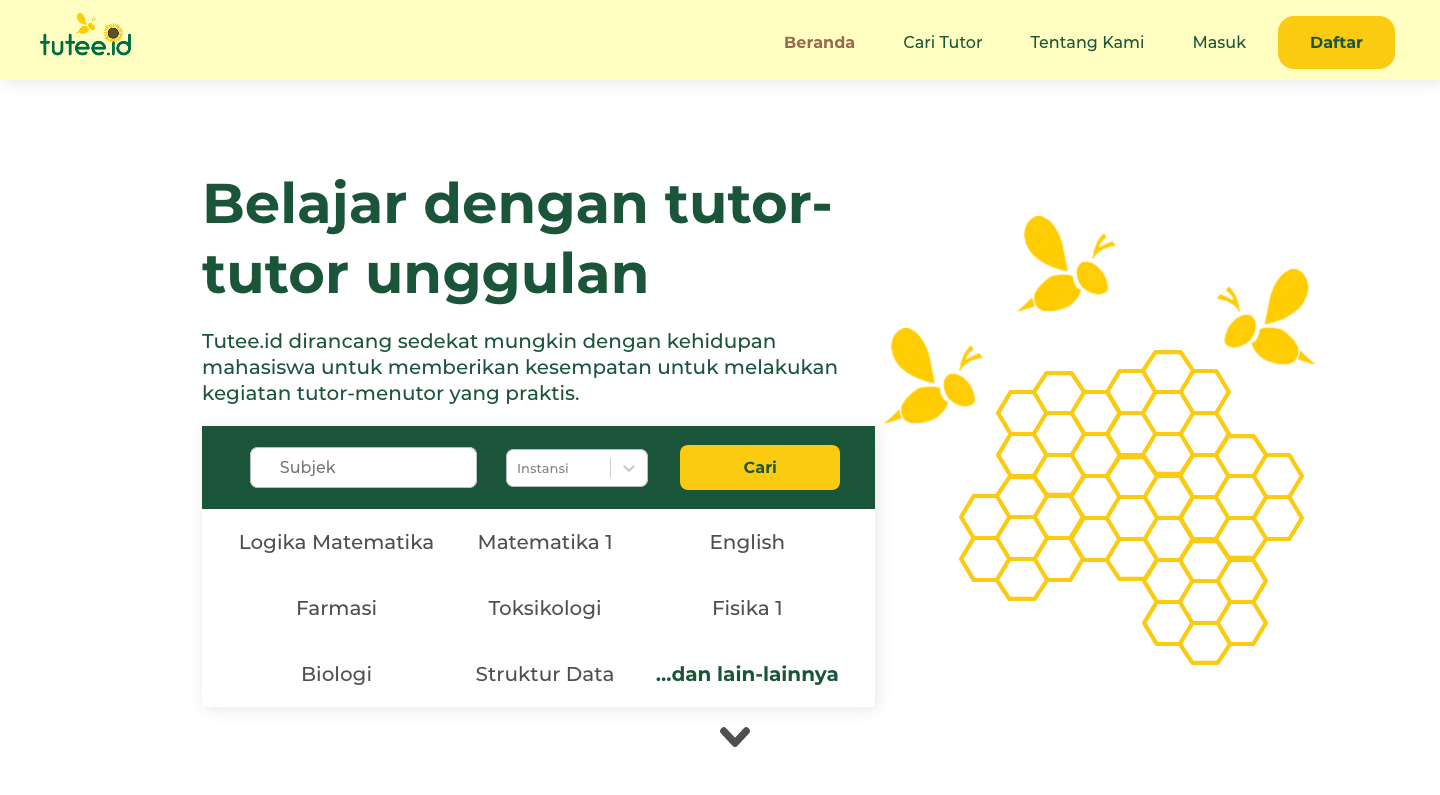 tutee.id
Beranda
Cari Tutor
Tentang Kami
Masuk
Daftar
Belajar dengan tutor-
tutor unggulan
Tutee.id dirancang sedekat mungkin dengan kehidupan
mahasiswa untuk memberikan kesempatan untuk melakukan
kegiatan tutor-menutor yang praktis.
Subjek
Instansi
Cari
Logika Matematika
Matematika 1
English
Farmasi
Toksikologi
Fisika 1
Biologi
Struktur Data
...dan lain-lainnya